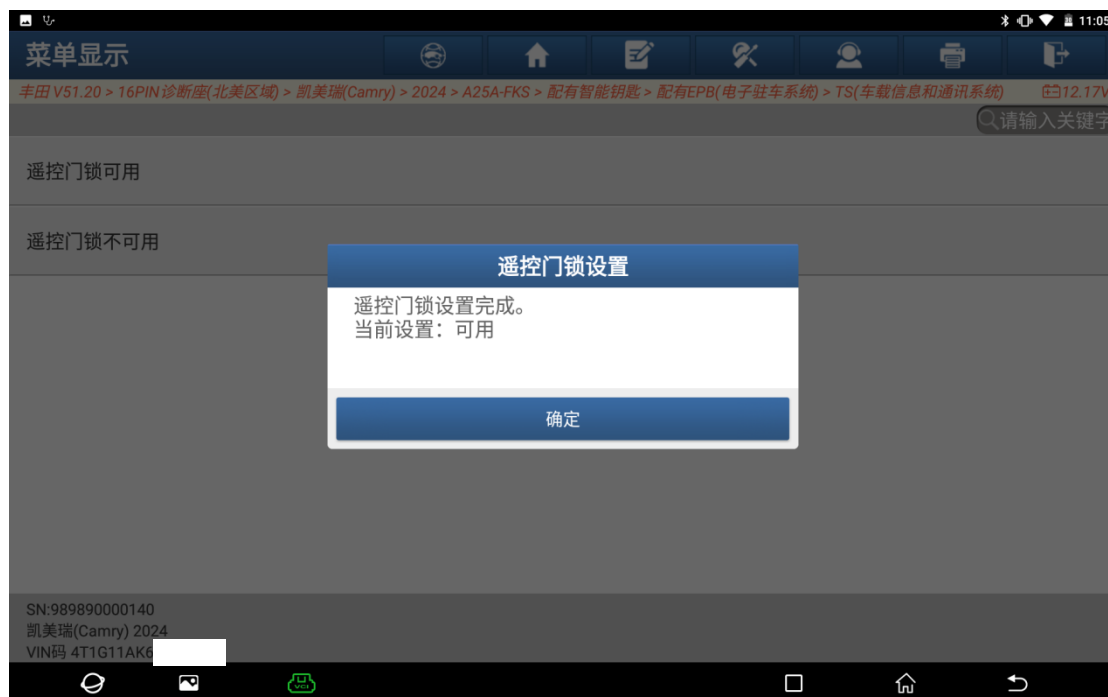 11:05
菜单显示
丰田 V51.20 > 16PIN诊断座(北美区域) > 凯美瑞(Camry) > 2024 > A25A-FKS > 配有智能钥匙 > 配有EPB(电子驻车系统) > TS(车载信息和通讯系统) 12.17V
请输入关键字
遥控门锁可用
遥控门锁不可用
遥控门锁设置
遥控门锁设置完成。
当前设置：可用
确定
SN:989890000140
凯美瑞(Camry) 2024
VIN码 4T1G11AK6
VCI